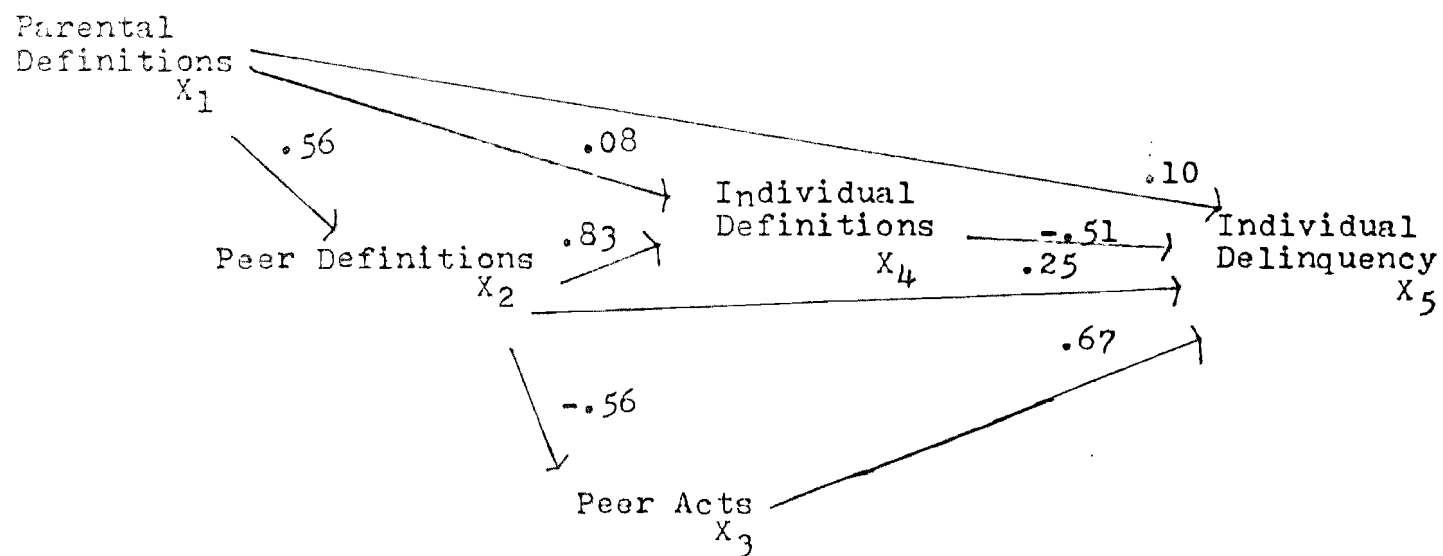 Parental
Definitions
X1
.56
.08
.10
Individual
Definitions
X4
-.51
.25
Individual
Delinquency
X5
.83
Peer Definitions
X2
.67
-.56
Peer Acts
X3